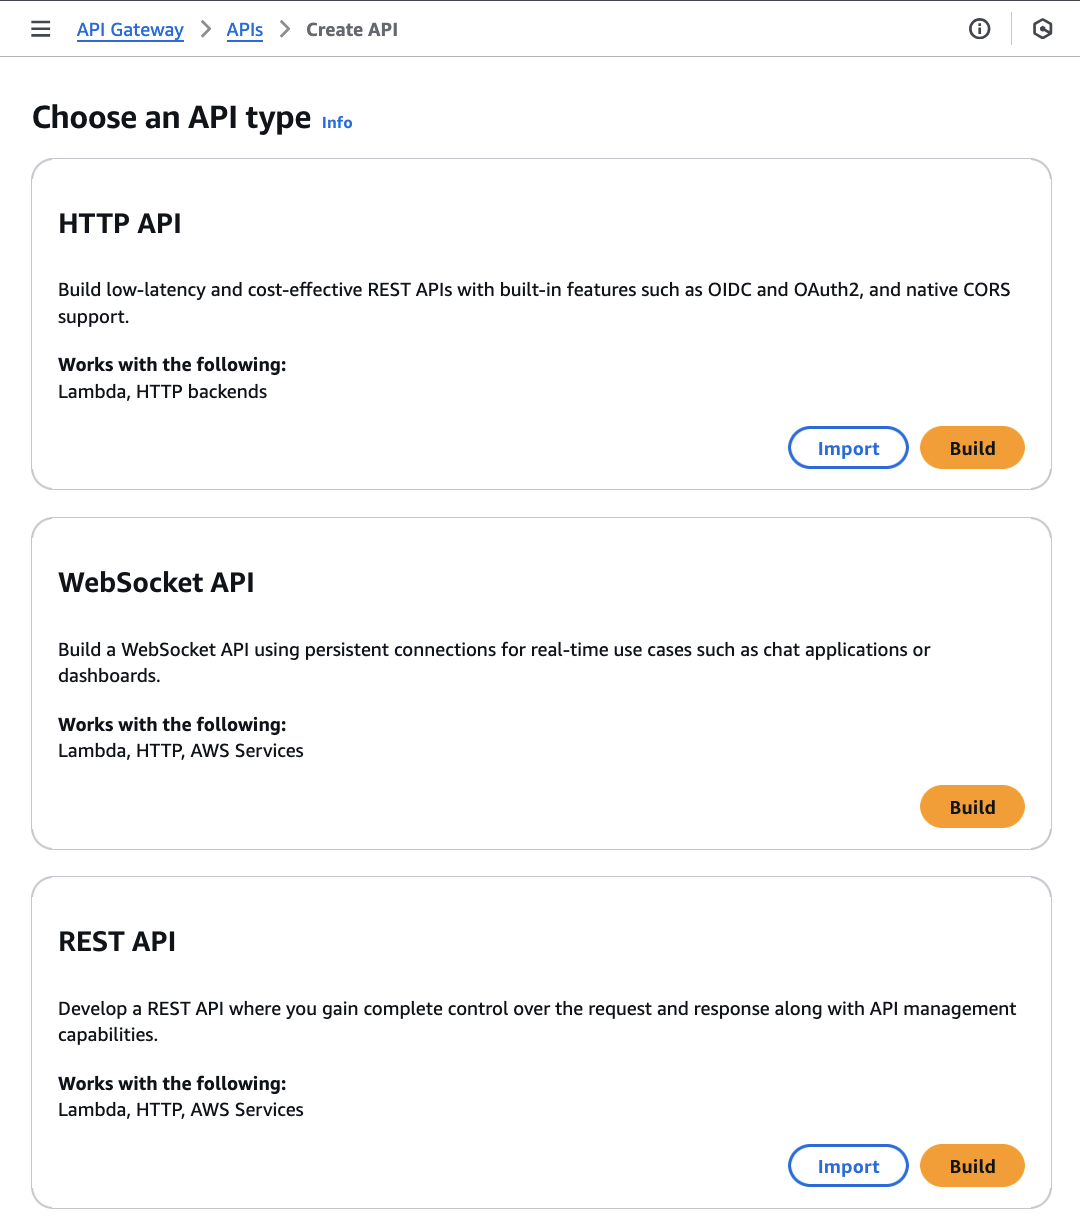 API Gateway > APIs > Create API
Choose an API type Info
HTTP API
Build low-latency and cost-effective REST APIs with built-in features such as OIDC and OAuth2, and native CORS
support.
Works with the following:
Lambda, HTTP backends
Import Build
WebSocket API
Build a WebSocket API using persistent connections for real-time use cases such as chat applications or
dashboards.
Works with the following:
Lambda, HTTP, AWS Services
Build
REST API
Develop a REST API where you gain complete control over the request and response along with API management
capabilities.
Works with the following:
Lambda, HTTP, AWS Services
Import Build